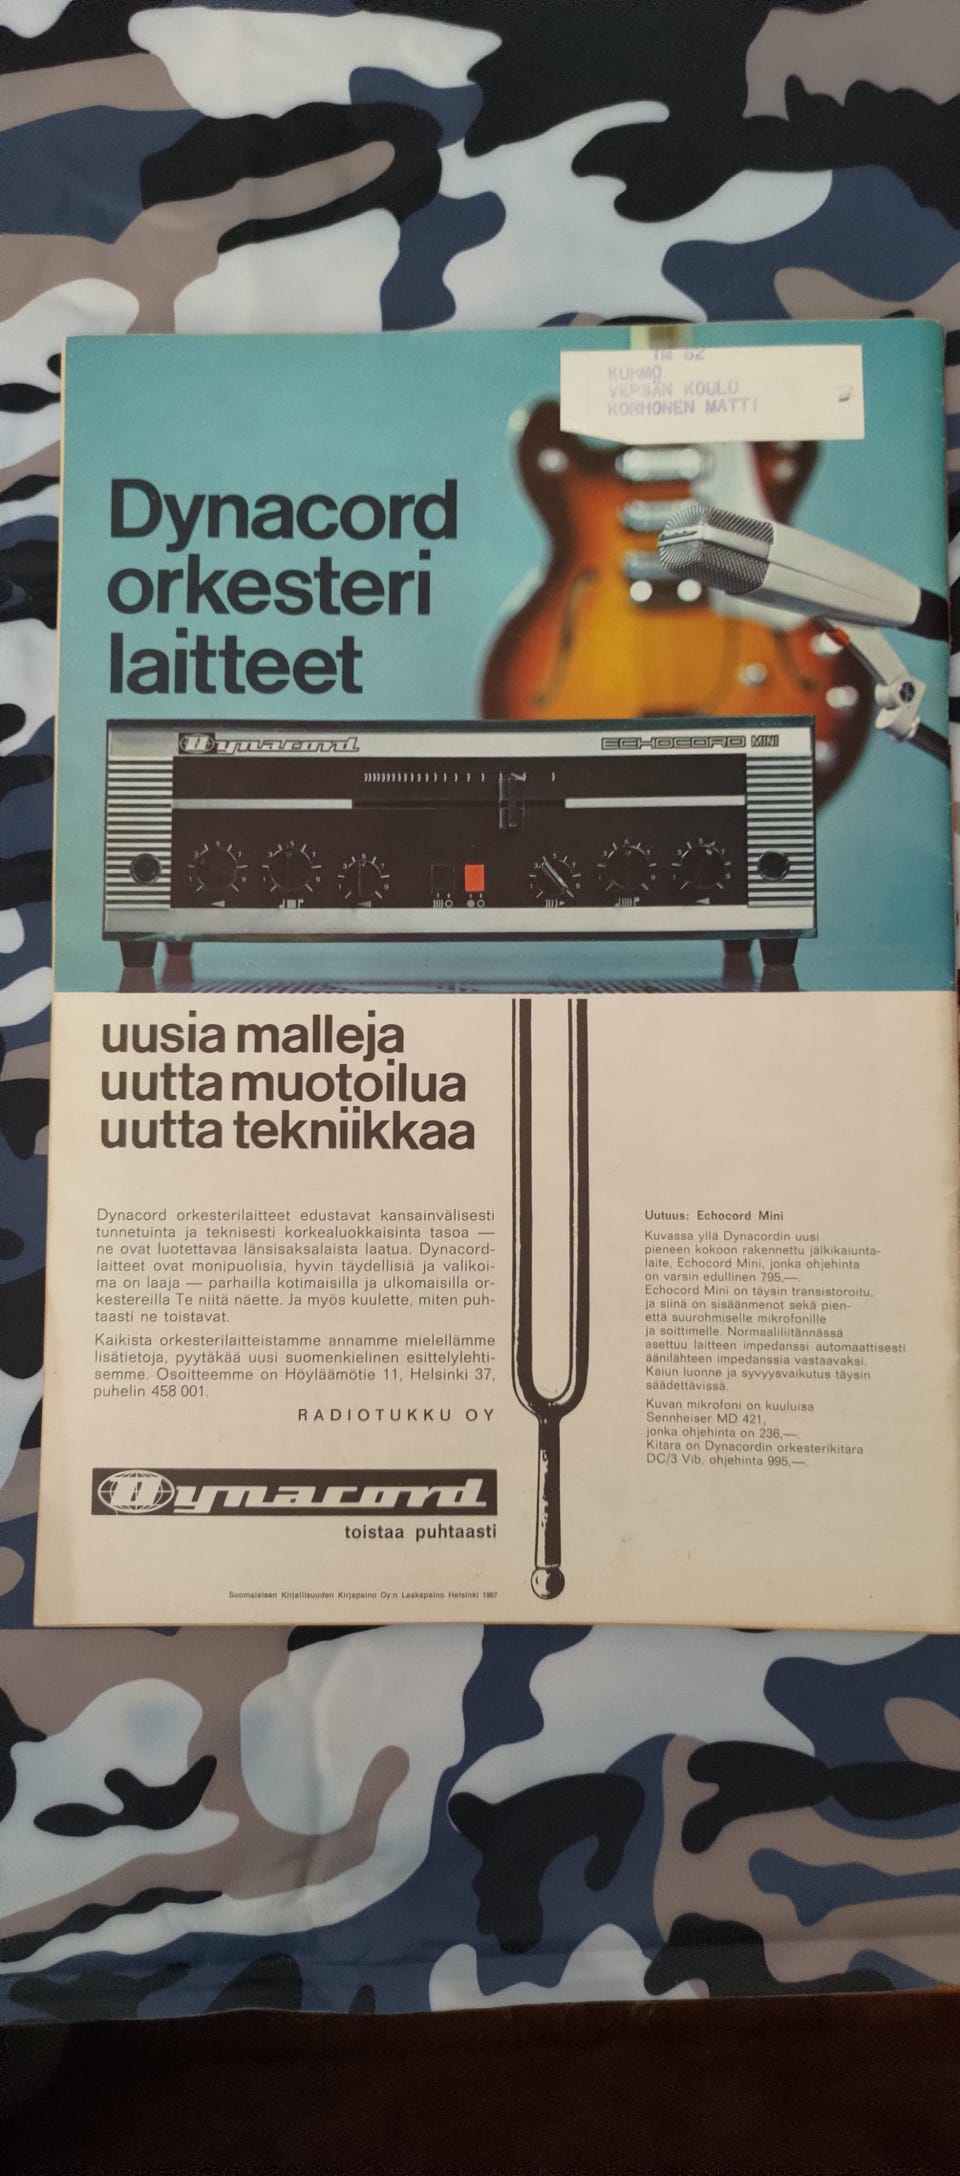 KUHMO
VEPSÄN KOULU
KORHONEN MATTI
Dynacord
orkesteri
laitteet
Dynacord
ECHOCORD MINI
uusia malleja
uutta muotoilua
uutta tekniikkaa
Dynacord orkesterilaitteet edustavat kansainvälisesti
tunnetuinta ja teknisesti korkealuokkaisinta tasoa —
ne ovat luotettavaa länsisaksalaista laatua. Dynacord-
laitteet ovat monipuolisia, hyvin täydellisiä ja valikoi-
ma on laaja — parhailla kotimaisilla ja ulkomaisilla or-
kestereilla Te niitä näette. Ja myös kuulette, miten puh-
taasti ne toistavat.
Kaikista orkesterilaitteistamme annamme mielellämme
lisätietoja, pyytäkää uusi suomenkielinen esittelylehti-
semme. Osoitteemme on Höyläämötie 11, Helsinki 37,
puhelin 458 001.
RADIOTUKKU OY
Dynacord
toistaa puhtaasti
Suomalaisen Kirjallisuuden Kirjapaino Oy:n Laakapaino Helsinki 1967
Uutuus: Echocord Mini
Kuvassa yllä Dynacordin uusi
pieneen kokoon rakennettu jälkikaiunta-
laite, Echocord Mini, jonka ohjehinta
on varsin edullinen 795,—.
Echocord Mini on täysin transistoroitu,
ja siinä on sisäänmenot sekä pien-
että suurohmiselle mikrofonille
ja soittimelle. Normaaliliitännässä
asettuu laitteen impedanssi automaattisesti
äänilähteen impedanssia vastaavaksi.
Kaiun luonne ja syvyysvaikutus täysin
säädettävissä.
Kuvan mikrofoni on kuuluisa
Sennheiser MD 421,
jonka ohjehinta on 236,—.
Kitara on Dynacordin orkesterikitara
DC/3 Vib, ohjehinta 995,—.